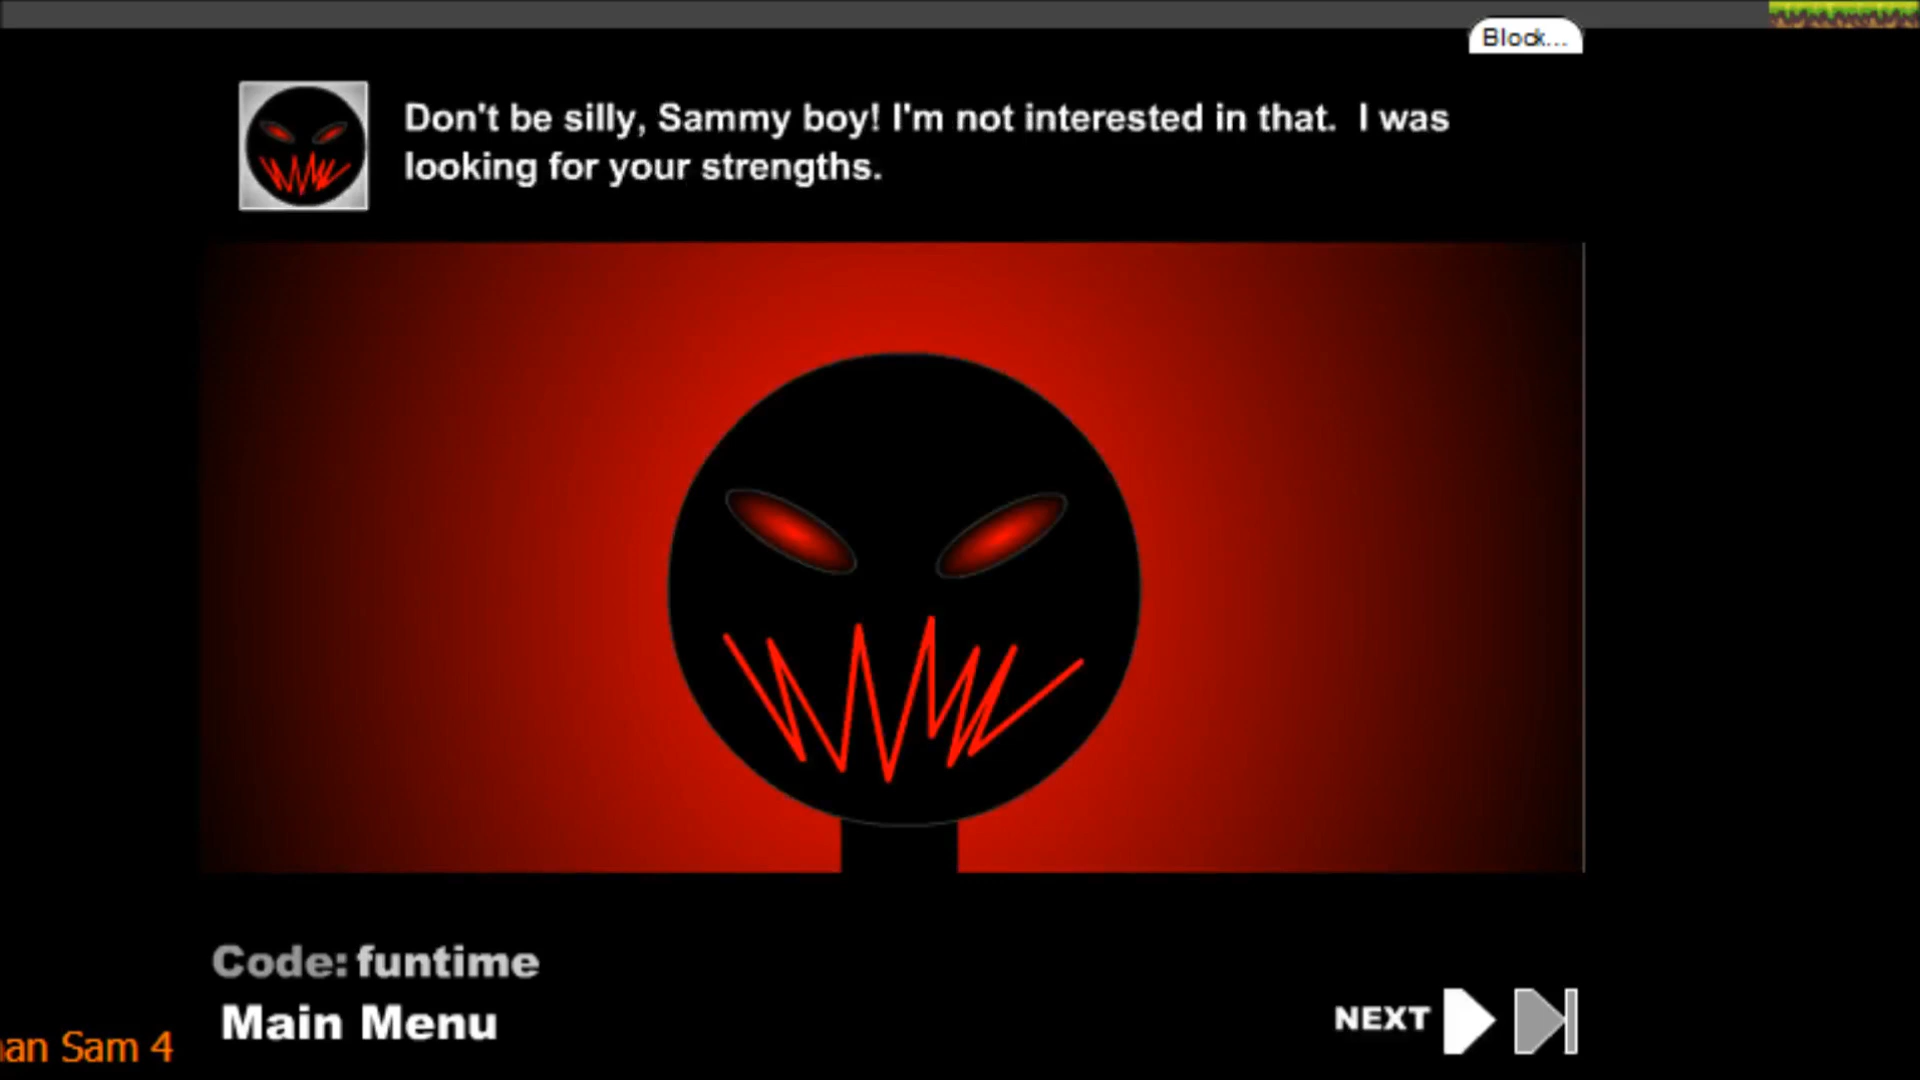 Block...
Don't be silly, Sammy boy! I'm not interested in that.  I was
looking for your strengths.
Code: funtime
Main Menu
NEXT
an Sam 4